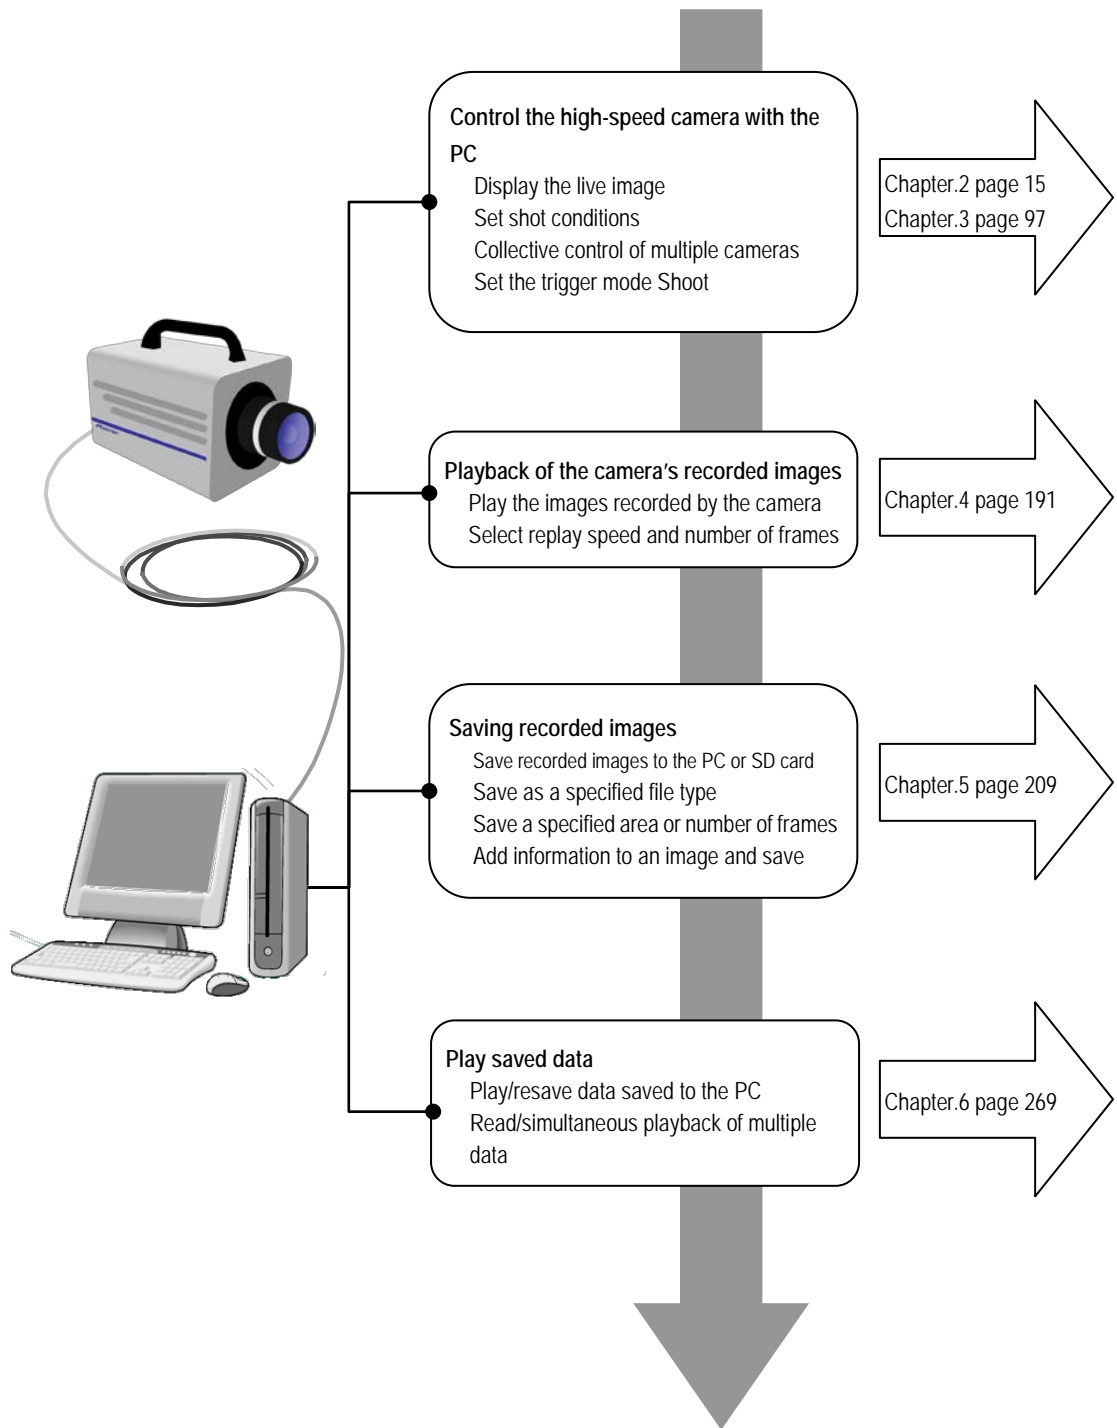 Control the high-speed camera with the
PC
Display the live image
Set shot conditions
Collective control of multiple cameras
Set the trigger mode Shoot
Chapter.2 page 15
Chapter.3 page 97
Playback of the camera's recorded images
Play the images recorded by the camera
Select replay speed and number of frames
Chapter.4 page 191
Saving recorded images
Save recorded images to the PC or SD card
Save as a specified file type
Save a specified area or number of frames
Add information to an image and save
Chapter.5 page 209
Play saved data
Play/resave data saved to the PC
Read/simultaneous playback of multiple
data
Chapter.6 page 269